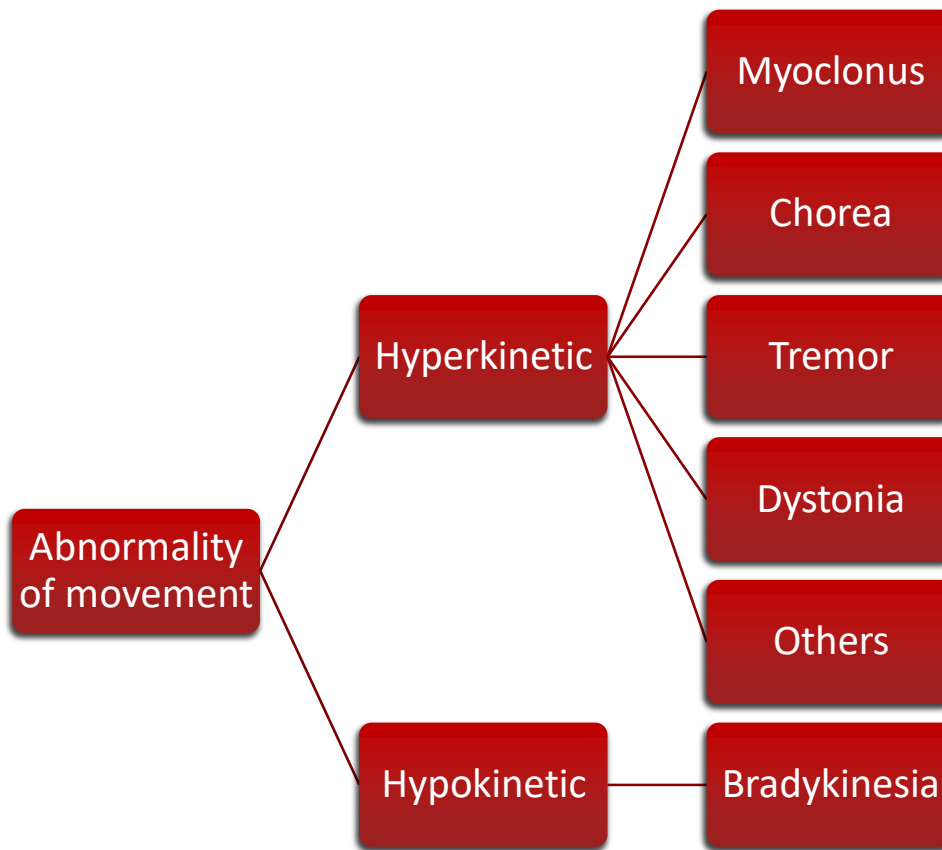 Abnormality
of movement
Hyperkinetic
Myoclonus
Chorea
Tremor
Dystonia
Others
Hypokinetic
Bradykinesia